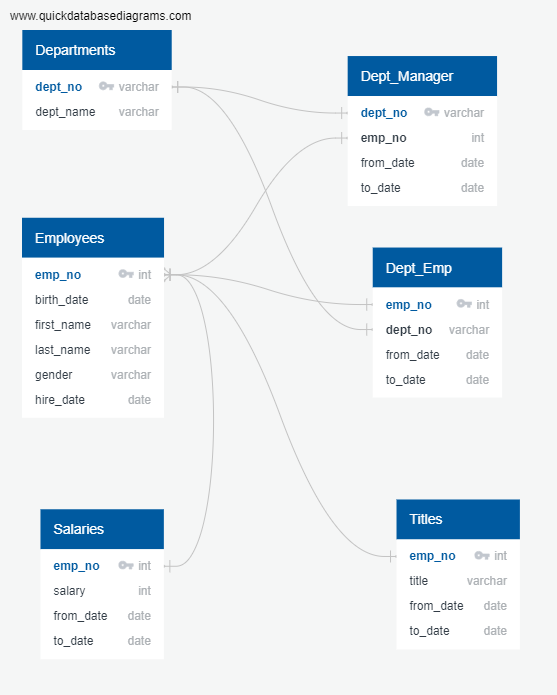 www.quickdatabasediagrams.com
Departments
dept_no varchar
dept_name varchar
Dept_Manager
dept_no varchar
emp_no int
from_date date
to_date date
Employees
emp_no int
birth_date date
first_name varchar
last_name varchar
gender varchar
hire_date date
Dept_Emp
emp_no int
dept_no varchar
from_date date
to_date date
Salaries
emp_no int
salary int
from_date date
to_date date
Titles
emp_no int
title varchar
from_date date
to_date date